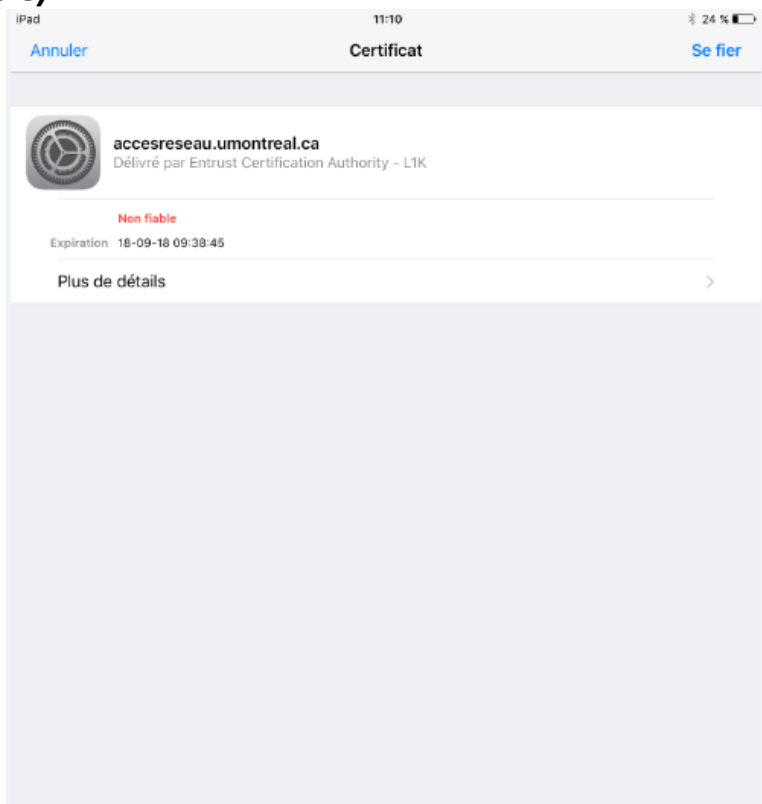 iPad 11:10 24 %
Annuler Certificat Se fier
accesreseau.umontreal.ca
Délivré par Entrust Certification Authority - L1K
Non fiable
Expiration 18-09-18 09:38:45
Plus de détails